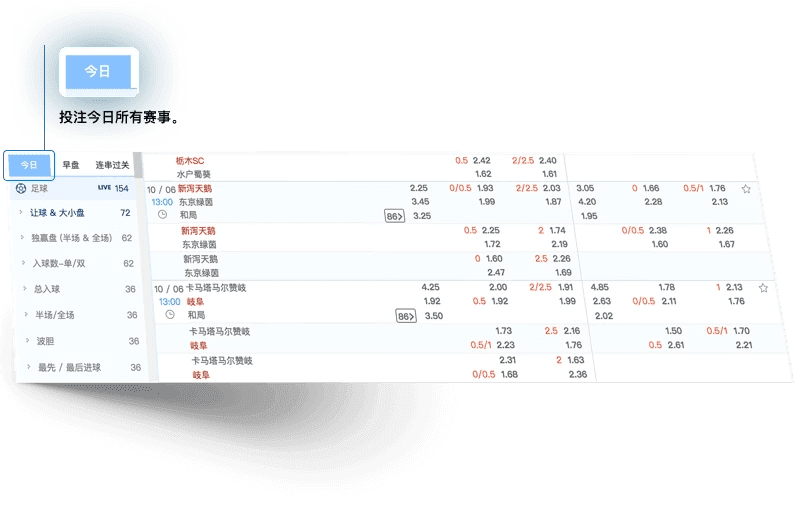 今日
投注今日所有赛事。
今日 早盘 连串过关
足球 LIVE 154
让球 & 大小盘 72
独赢盘 (半场 & 全场) 62
入球数-单/双 62
总入球 36
半场/全场 36
波胆 36
最先 / 最后进球 36
栃木SC 0.5 2.42 2/2.5 2.40
水户蜀葵 1.62 1.61
10 / 06 新泻天鹅 2.25 0/0.5 1.93 2/2.5 2.03 3.05 0 1.66 0.5/1 1.76
13:00 东京绿茵 3.45 1.99 1.87 4.20 2.28 2.13
和局 86> 3.25 1.95
新泻天鹅 0.5 2.25 2 1.74 0/0.5 2.38 1 2.26
东京绿茵 1.72 2.19 1.60 1.67
新泻天鹅 0 1.60 2.5 2.26
东京绿茵 2.47 1.69
10 / 06 卡马塔马尔赞岐 4.25 2.00 2/2.5 1.91 4.85 1.78 1 2.13
13:00 岐阜 1.92 0.5 1.92 1.99 2.63 0/0.5 2.11 1.76
和局 86> 3.50 2.02
卡马塔马尔赞岐 1.73 2.5 2.16 1.50 0.5/1 1.70
岐阜 0.5/1 2.23 1.76 0.5 2.61 2.21
卡马塔马尔赞岐 2.31 2 1.63
岐阜 0/0.5 1.68 2.36